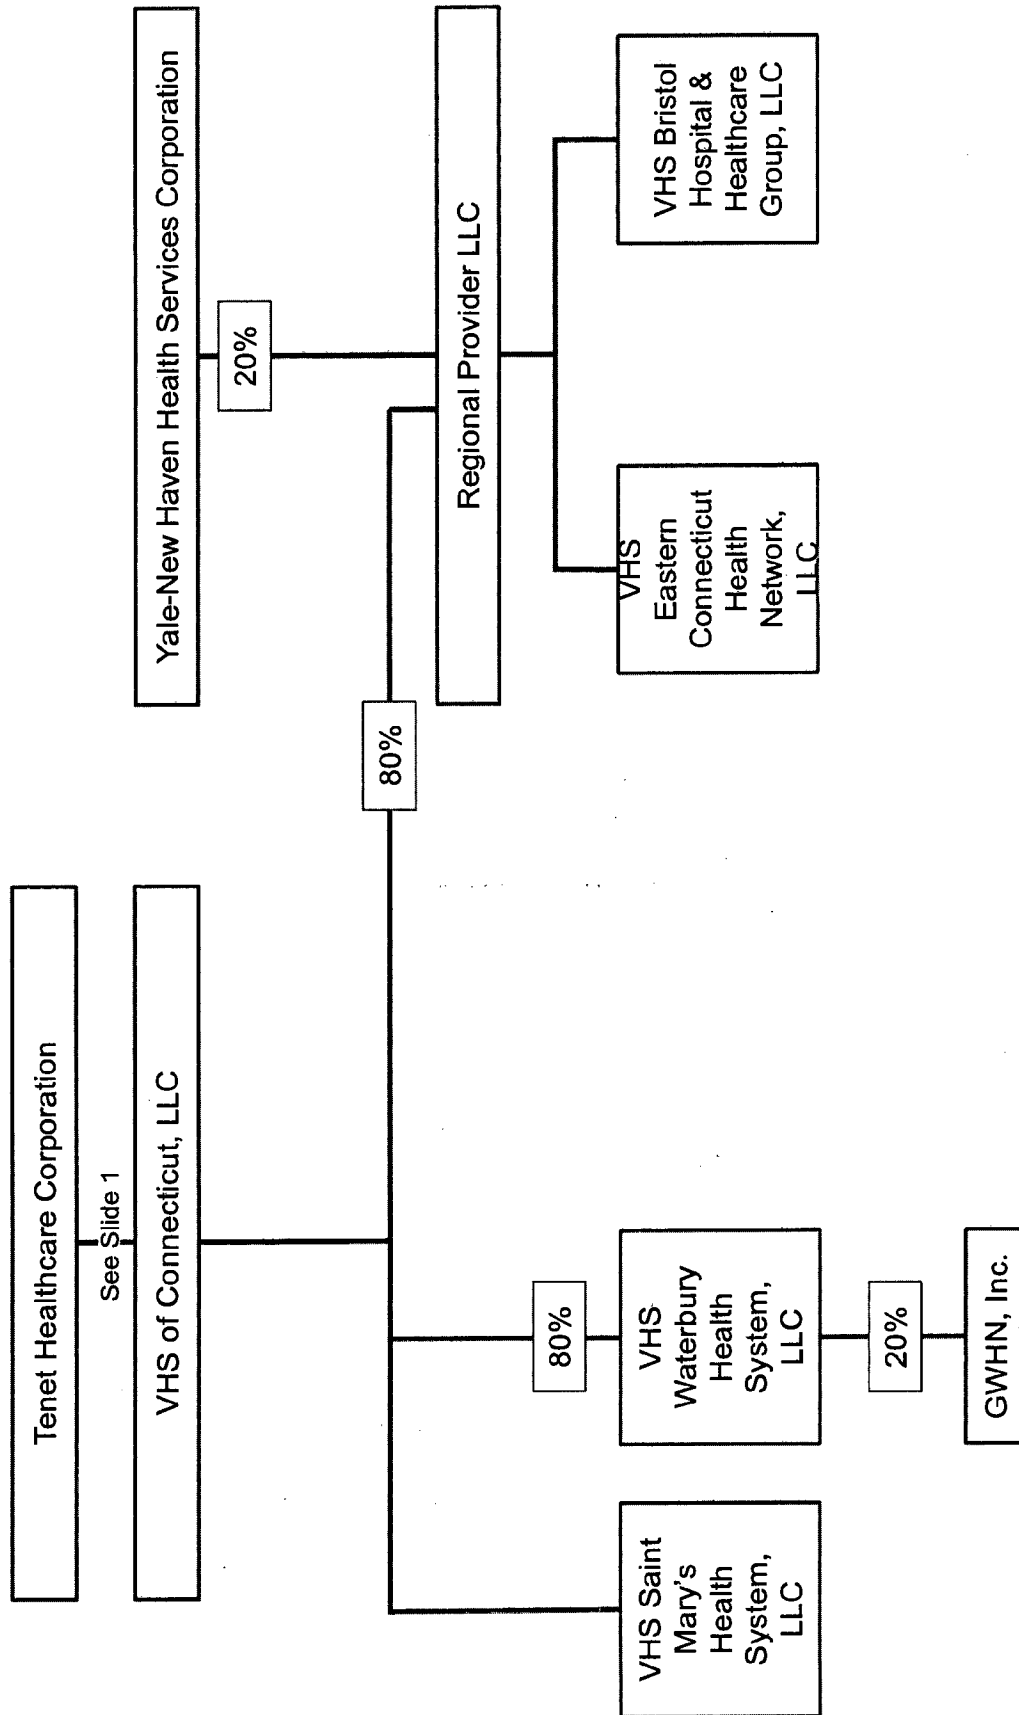 Tenet Healthcare Corporation
See Slide 1
VHS of Connecticut, LLC
Yale-New Haven Health Services Corporation
20%
80%
Regional Provider LLC
80%
VHS Saint
Mary's
Health
System,
LLC
VHS
Waterbury
Health
System,
LLC
20%
GWHN, Inc.
VHS
Eastern
Connecticut
Health
Network,
LLC
VHS Bristol
Hospital &
Healthcare
Group, LLC